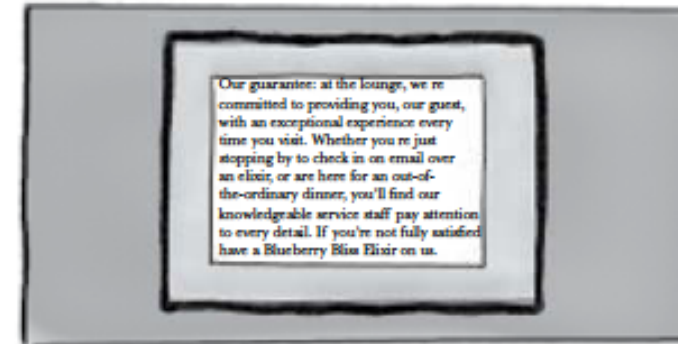 Our guarantee: at the lounge, we re
committed to providing you, our guest,
with an exceptional experience every
time you visit. Whether you re just
stopping by to check in on email over
an elixir, or are here for an out-of-
the-ordinary dinner, you'll find our
knowledgeable service staff pay attention
to every detail. If you're not fully satisfied
have a Blueberry Bliss Elixir on us.